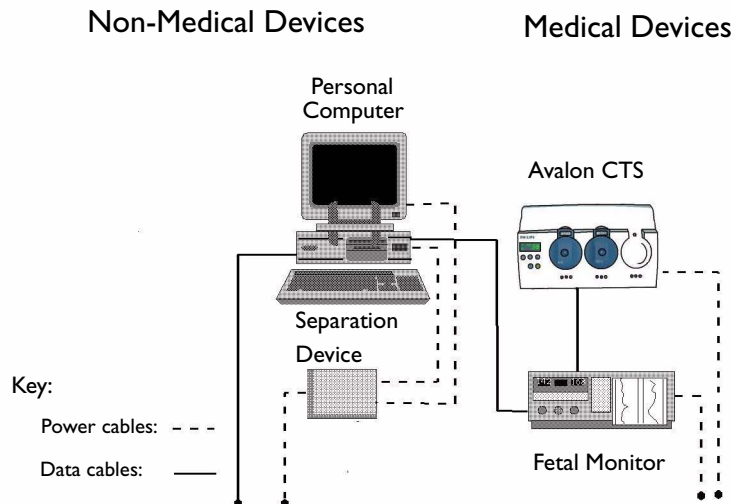 Non-Medical Devices
Medical Devices
Personal
Computer
Avalon CTS
Separation
Device
Key:
Power cables:
Data cables:
Fetal Monitor